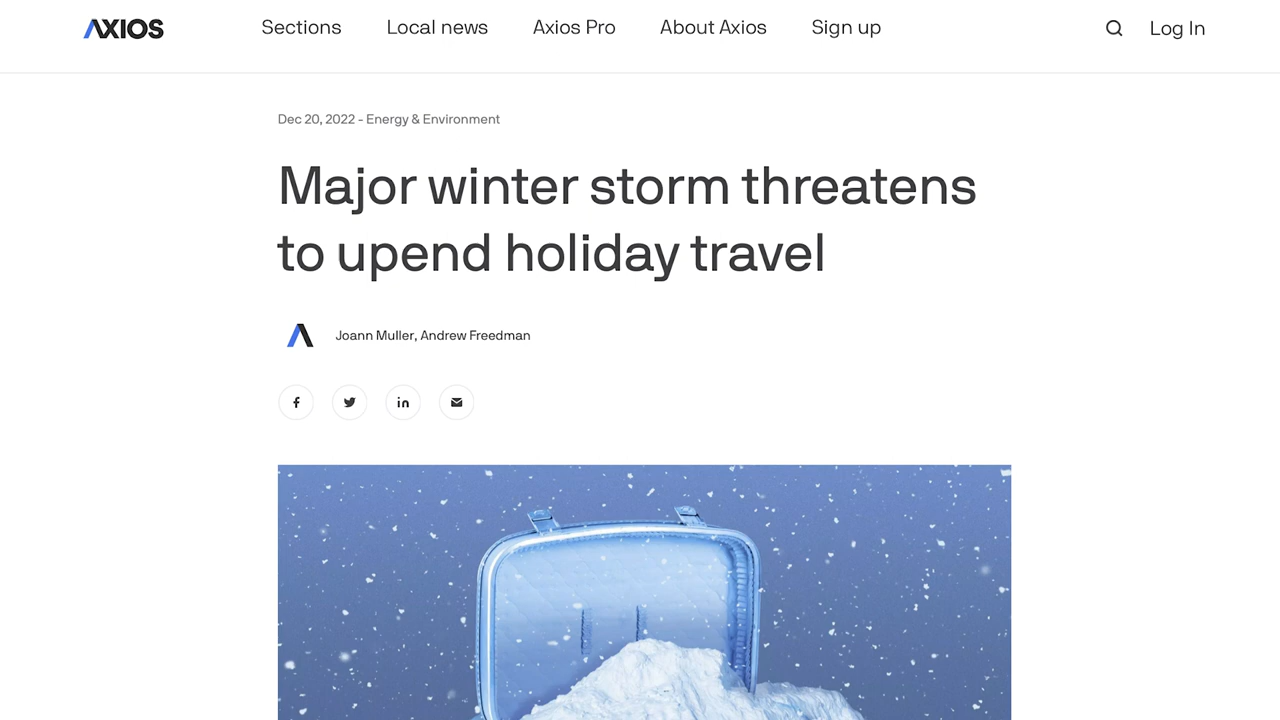 AXIOS Sections Local news Axios Pro About Axios Sign up Log In
Dec 20, 2022 - Energy & Environment
Major winter storm threatens
to upend holiday travel
Joann Muller, Andrew Freedman